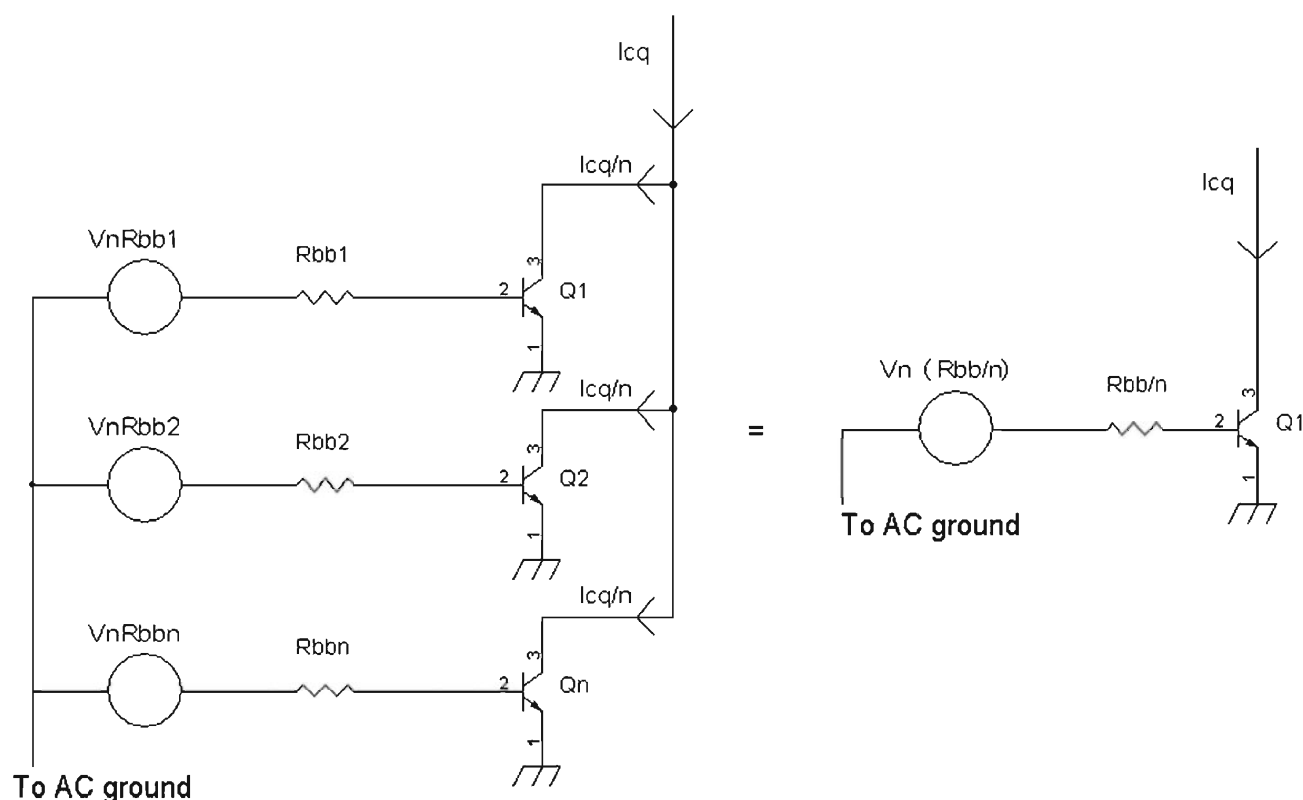 Icq
Icq/n
VnRbb1
Rbb1
3
2
Q1
1
Icq/n
VnRbb2
Rbb2
3
2
Q2
1
Icq/n
VnRbbn
Rbbn
3
2
Qn
1
To AC ground
=
Icq
Vn (Rbb/n)
Rbb/n
3
2
Q1
1
To AC ground